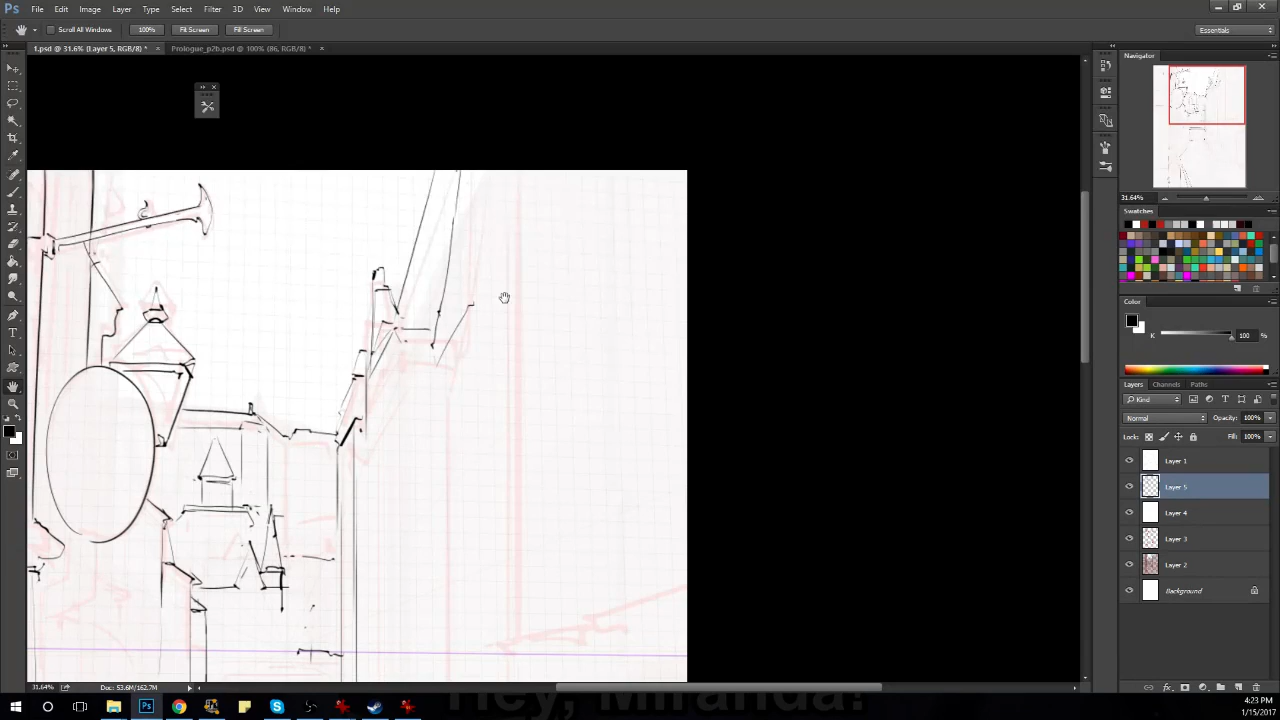 Ps File Edit Image Layer Type Select Filter 3D View Window Help
Scroll All Windows 100% Fit Screen Fill Screen Essentials
1.psd @ 31.6% (Layer 5, RGB/8) * × Prologue_p2b.psd @ 100% (86, RGB/8) * ×
Navigator
31.64%
Swatches
Color
K 100 %
Layers Channels Paths
Kind
Normal Opacity: 100%
Lock: Fill: 100%
Layer 1
Layer 5
Layer 4
Layer 3
Layer 2
Background
31.64% Doc: 53.6M/162.7M
Hey, Miranda!
4:23 PM
1/15/2017